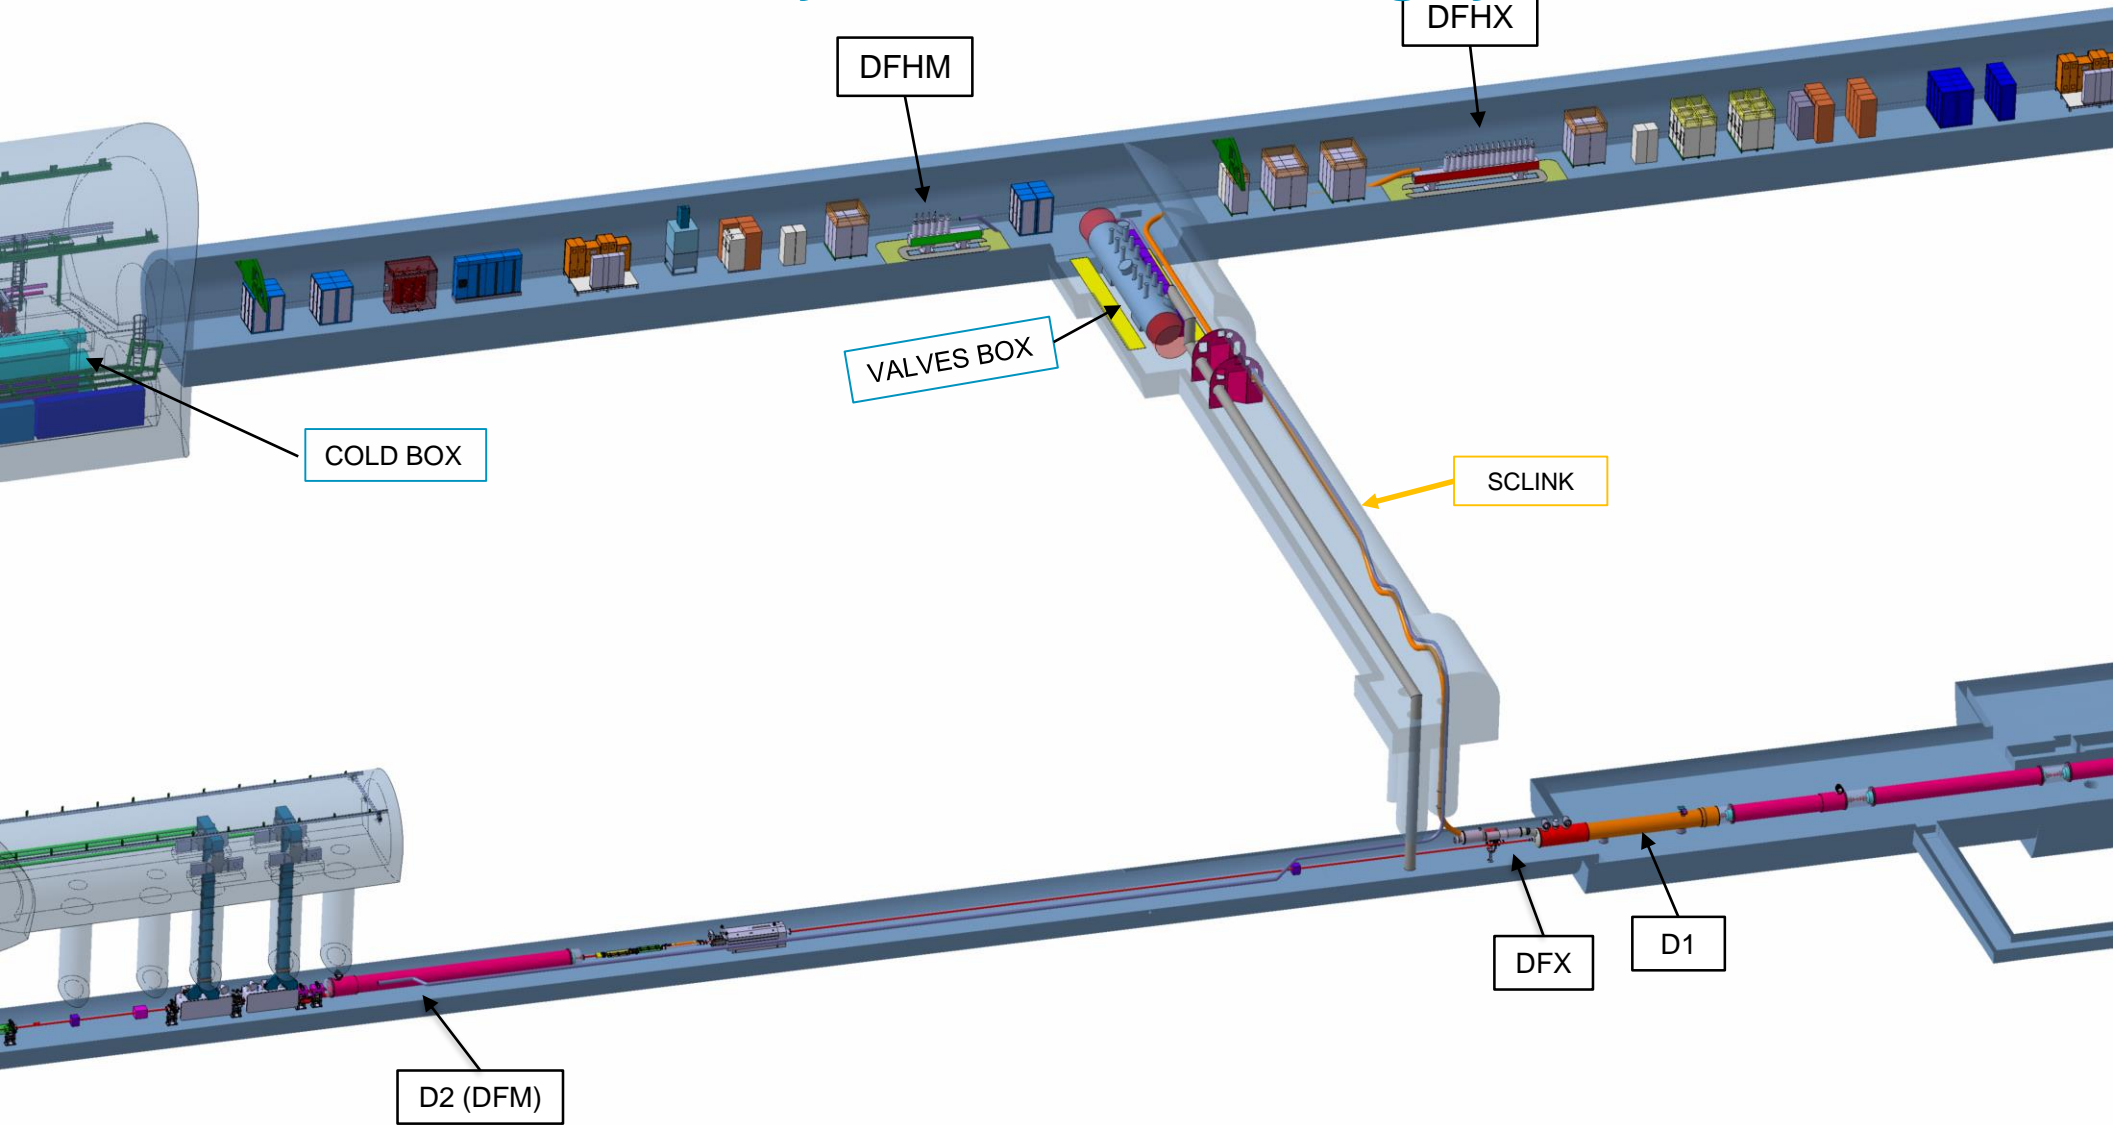 DFHX
DFHM
VALVES BOX
COLD BOX
SCLINK
D1
DFX
D2 (DFM)